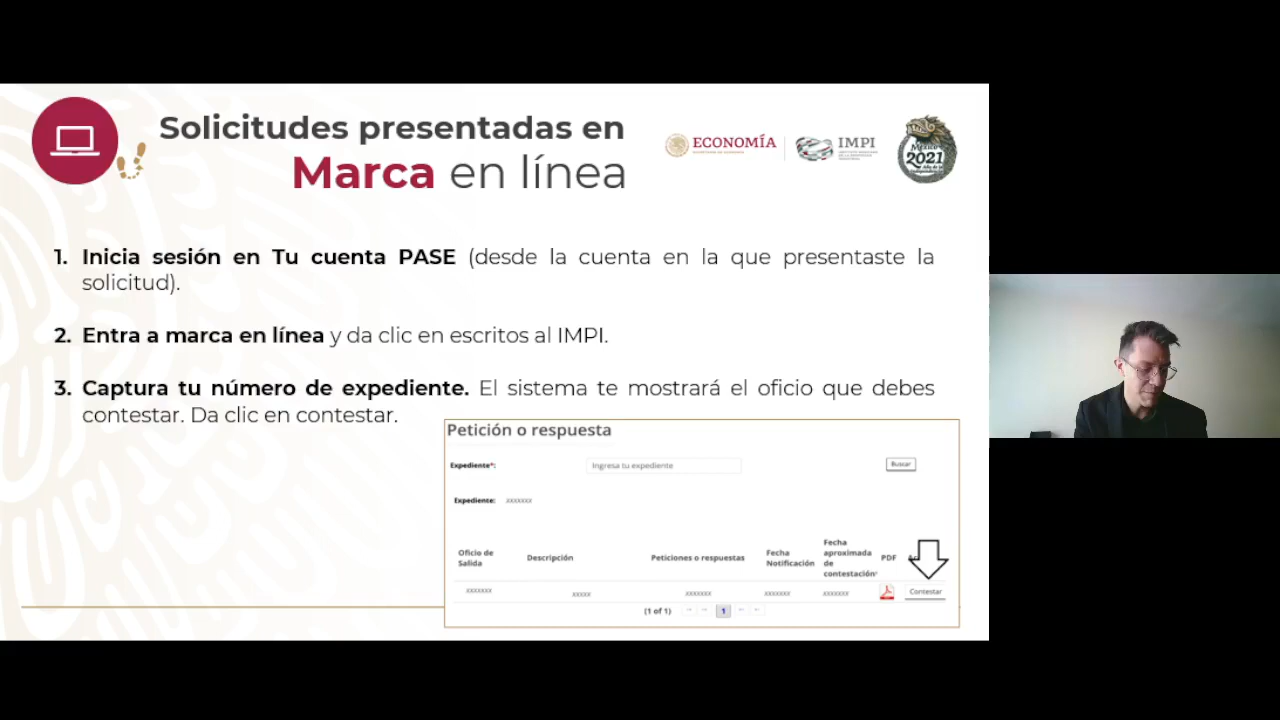 Solicitudes presentadas en
Marca en línea
ECONOMÍA
IMPI
México
2021
1. Inicia sesión en Tu cuenta PASE (desde la cuenta en la que presentaste la
solicitud).
2. Entra a marca en línea y da clic en escritos al IMPI.
3. Captura tu número de expediente. El sistema te mostrará el oficio que debes
contestar. Da clic en contestar.
Petición o respuesta
Expediente*: Ingresa tu expediente Buscar
Expediente: xxxxxxx
Oficio de
Salida
Descripción
Peticiones o respuestas
Fecha
Notificación
Fecha
aproximada
de
contestación*
PDF
xxxxxxx xxxxx xxxxxxx xxxxxxx xxxxxxx Contestar
(1 of 1) 1